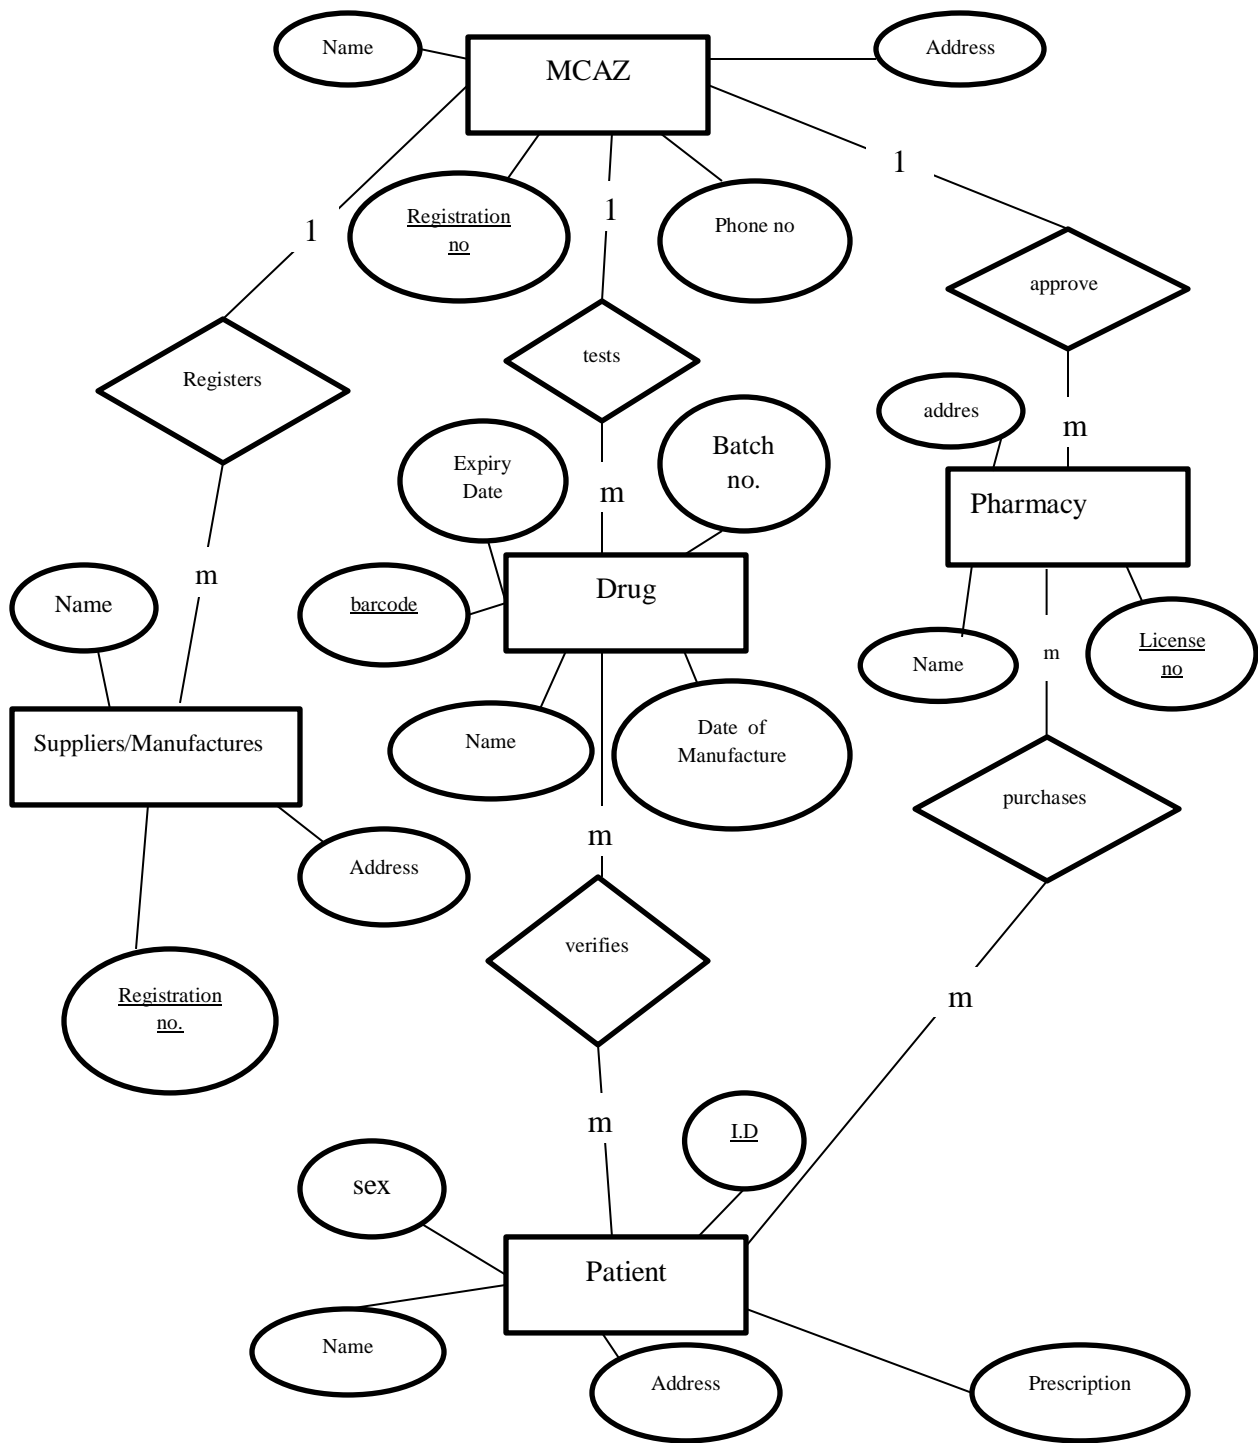 Name
MCAZ
Address
1
Registration
no
1
Phone no
1
approve
Registers
tests
addres
m
Expiry
Date
Batch
no.
m
Pharmacy
m
Name
barcode
Drug
Name
m
License
no
Suppliers/Manufactures
Name
Date of
Manufacture
purchases
m
Address
verifies
Registration
no.
m
m
I.D
sex
Patient
Name
Address
Prescription